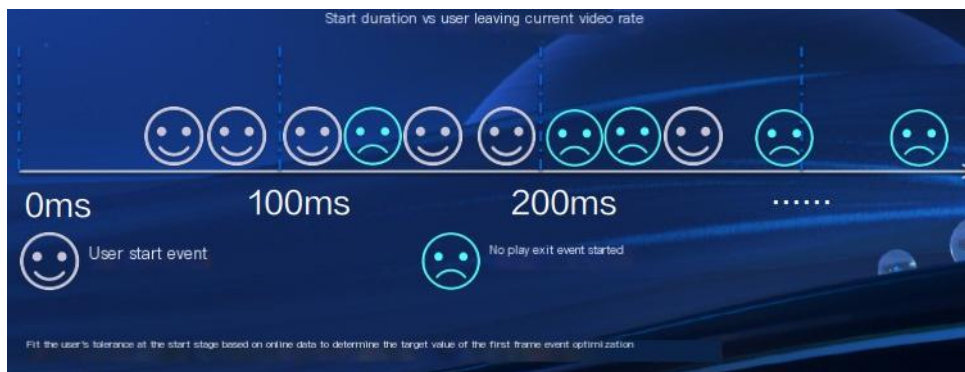 Start duration vs user leaving current video rate
0ms 100ms 200ms ......
User start event No play exit event started
Fit the user's tolerance at the start stage based on online data to determine the target value of the first frame event optimization